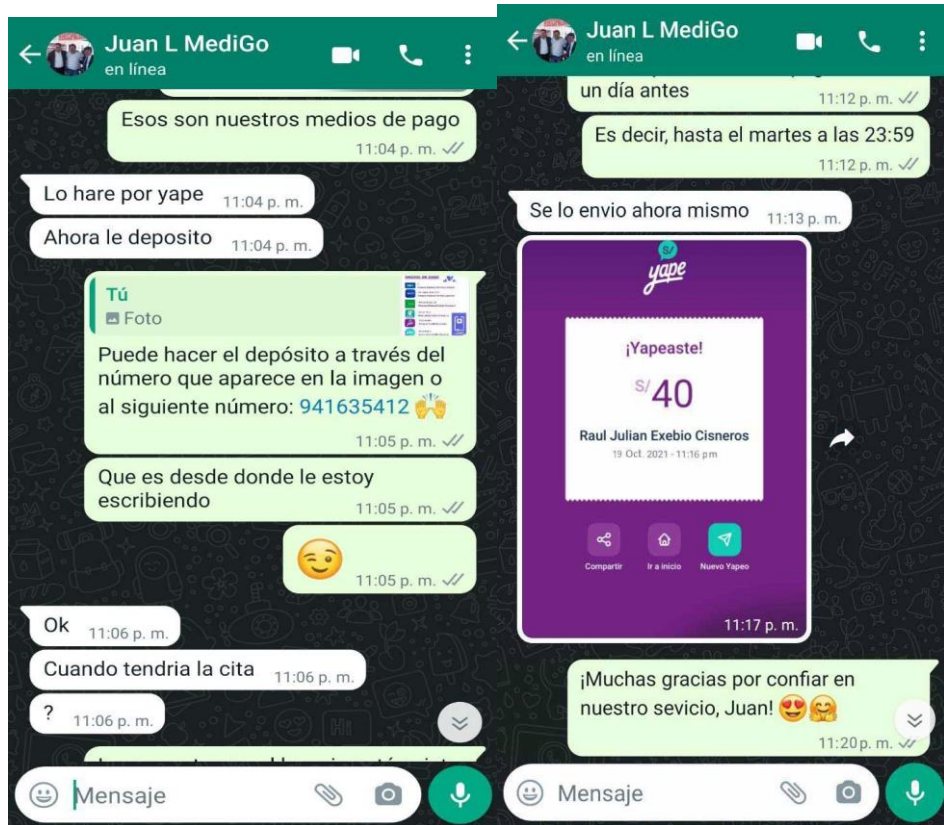 Juan L MediGo
en línea
Esos son nuestros medios de pago
11:04 p. m.
Lo hare por yape 11:04 p. m.
Ahora le deposito 11:04 p. m.
Tú
Foto
Puede hacer el depósito a través del
número que aparece en la imagen o
al siguiente número: 941635412
11:05 p. m.
Que es desde donde le estoy
escribiendo
11:05 p. m.
11:05 p. m.
Ok 11:06 p. m.
Cuando tendria la cita 11:06 p. m.
? 11:06 p. m.
Mensaje
Juan L MediGo
en línea
un día antes
11:12 p. m.
Es decir, hasta el martes a las 23:59
11:12 p. m.
Se lo envio ahora mismo 11:13 p. m.
S/
yape
¡Yapeaste!
S/ 40
Raul Julian Exebio Cisneros
19 Oct. 2021 - 11:16 pm
Compartir Ir a inicio Nuevo Yapeo
11:17 p. m.
¡Muchas gracias por confiar en
nuestro sevicio, Juan!
11:20 p. m.
Mensaje